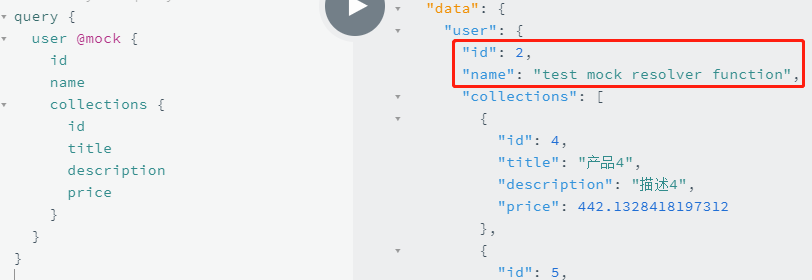 query {
user @mock {
id
name
collections {
id
title
description
price
}
}
}
"data": {
"user": {
"id": 2,
"name": "test mock resolver function",
"collections": [
{
"id": 4,
"title": "产品4",
"description": "描述4",
"price": 442.1328418197312
},
{
"id": 5,